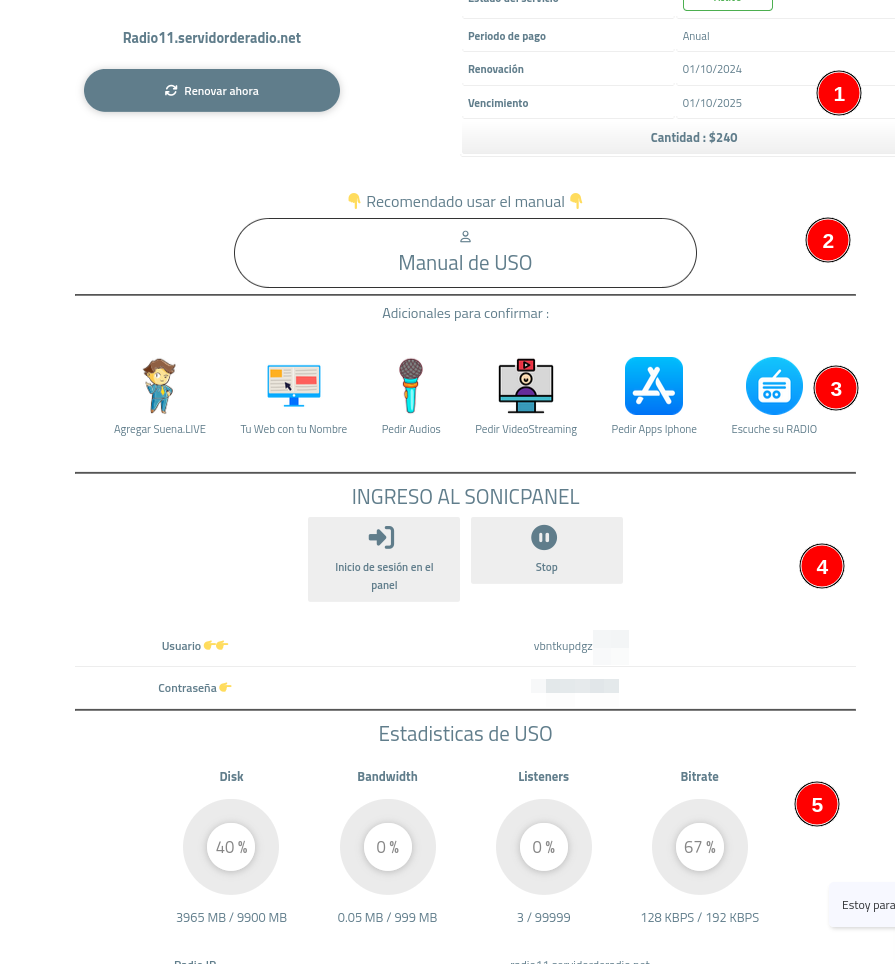 Estado del servicio
Activo
Radio11.servidorderadio.net
Renovar ahora
Periodo de pago Anual
Renovación 01/10/2024
Vencimiento 01/10/2025
1
Cantidad : $240
Recomendado usar el manual
Manual de USO
2
Adicionales para confirmar :
Agregar Suena.LIVE
Tu Web con tu Nombre
Pedir Audios
Pedir VideoStreaming
Pedir Apps Iphone
Escuche su RADIO
3
INGRESO AL SONICPANEL
Inicio de sesión en el
panel
Stop
4
Usuario vbntkupdgz
Contraseña
Estadisticas de USO
Disk Bandwidth Listeners Bitrate
5
40 % 0 % 0 % 67 %
3965 MB / 9900 MB 0.05 MB / 999 MB 3 / 99999 128 KBPS / 192 KBPS
Estoy para
Radio IP radio11.servidorderadio.net